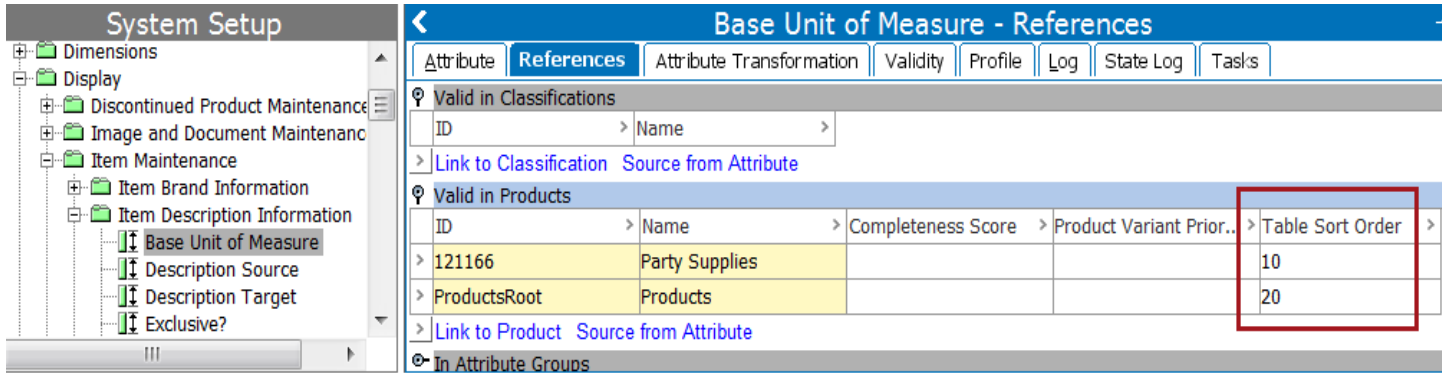 System Setup
Dimensions
Display
Discontinued Product Maintenance
Image and Document Maintenanc
Item Maintenance
Item Brand Information
Item Description Information
Base Unit of Measure
Description Source
Description Target
Exclusive?
Base Unit of Measure - References
Attribute References Attribute Transformation Validity Profile Log State Log Tasks
Valid in Classifications
ID > Name >
> Link to Classification Source from Attribute
Valid in Products
ID > Name > Completeness Score > Product Variant Prior.. > Table Sort Order >
> 121166 Party Supplies 10
> ProductsRoot Products 20
> Link to Product Source from Attribute
In Attribute Groups